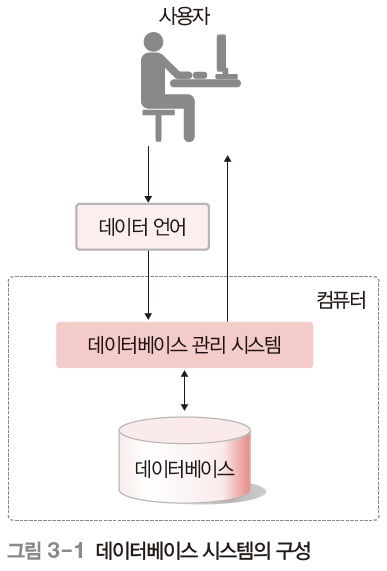 사용자
데이터 언어
컴퓨터
데이터베이스 관리 시스템
데이터베이스
그림 3-1 데이터베이스 시스템의 구성